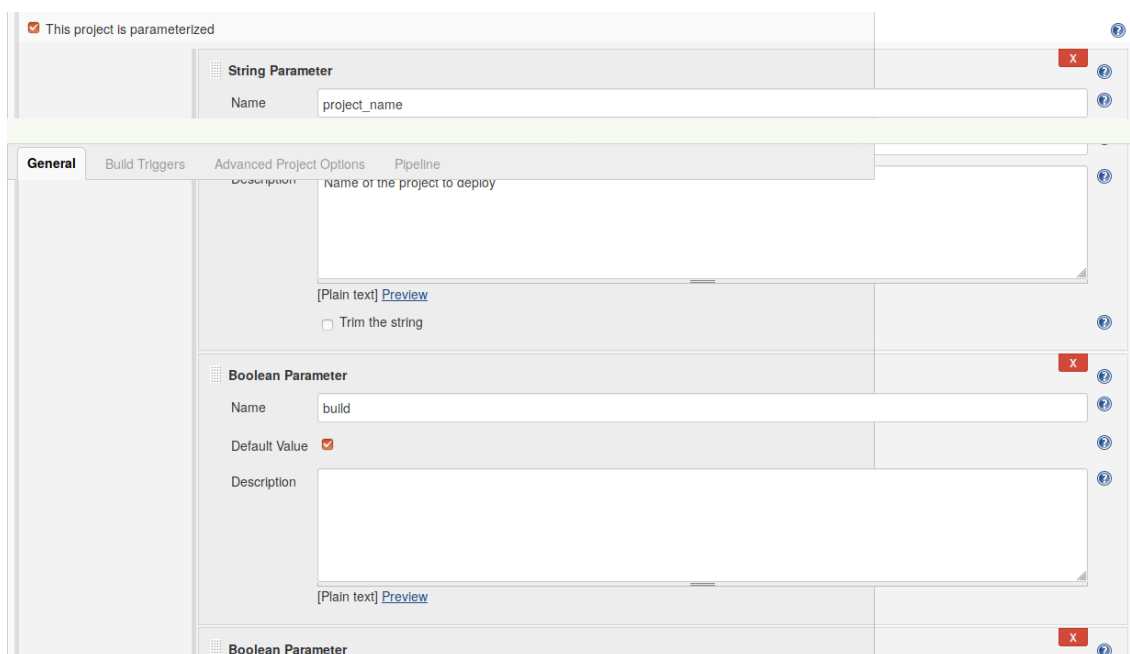 This project is parameterized
X
String Parameter
Name project_name
General Build Triggers Advanced Project Options Pipeline
Description Name of the project to deploy
[Plain text] Preview
Trim the string
X
Boolean Parameter
Name build
Default Value
Description
[Plain text] Preview
X
Boolean Parameter